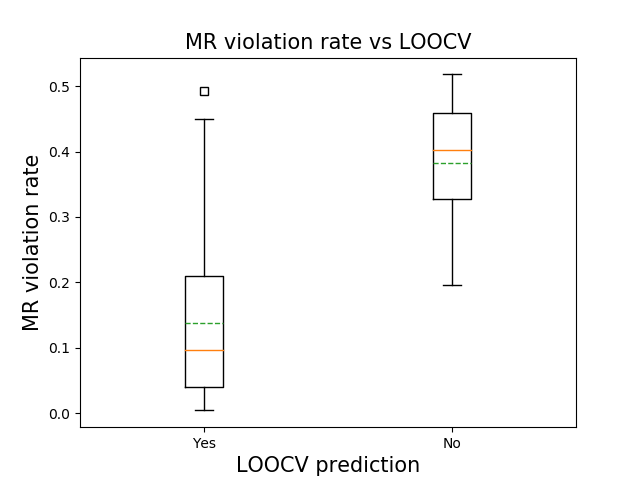 MR violation rate vs LOOCV
MR violation rate
0.5
0.4
0.3
0.2
0.1
0.0
Yes
No
LOOCV prediction